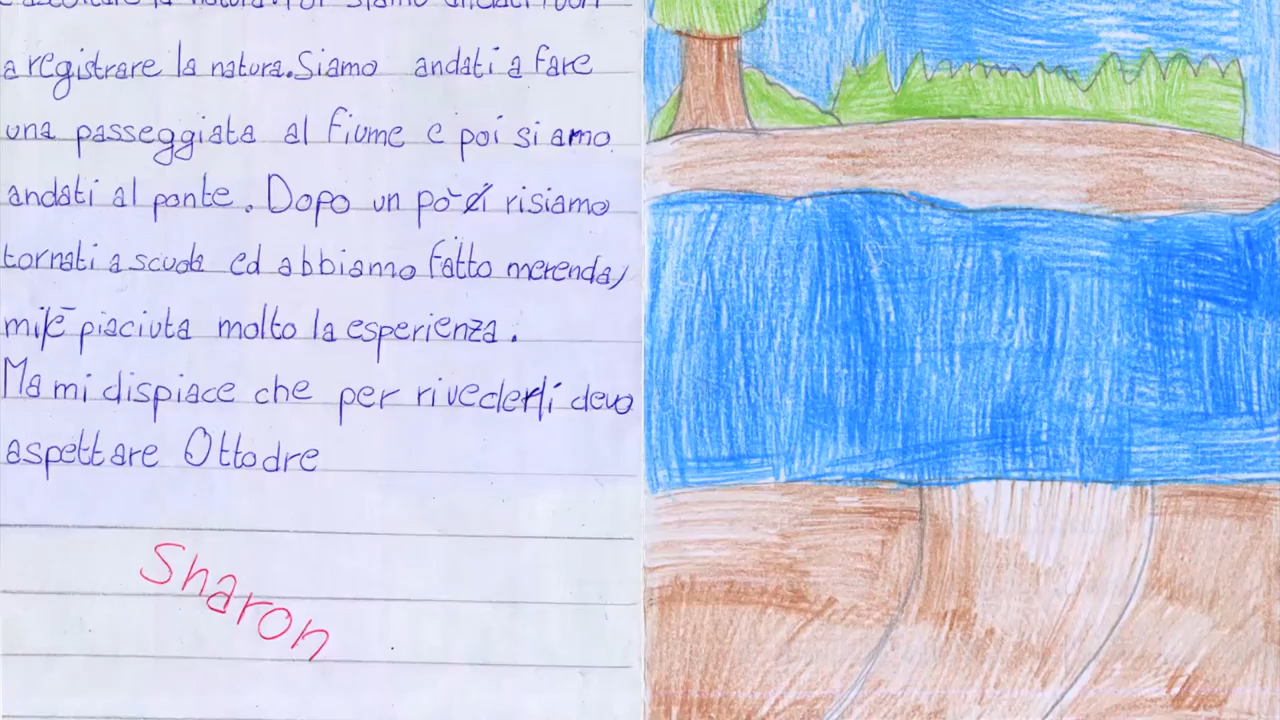 a registrare la natura. Siamo andati a fare
una passeggiata al fiume e poi siamo
andati al ponte. Dopo un pò risiamo
tornati a scuola ed abbiamo fatto merenda,
mi è piaciuta molto la esperienza.
Ma mi dispiace che per rivederli devo
aspettare Ottobre
Sharon